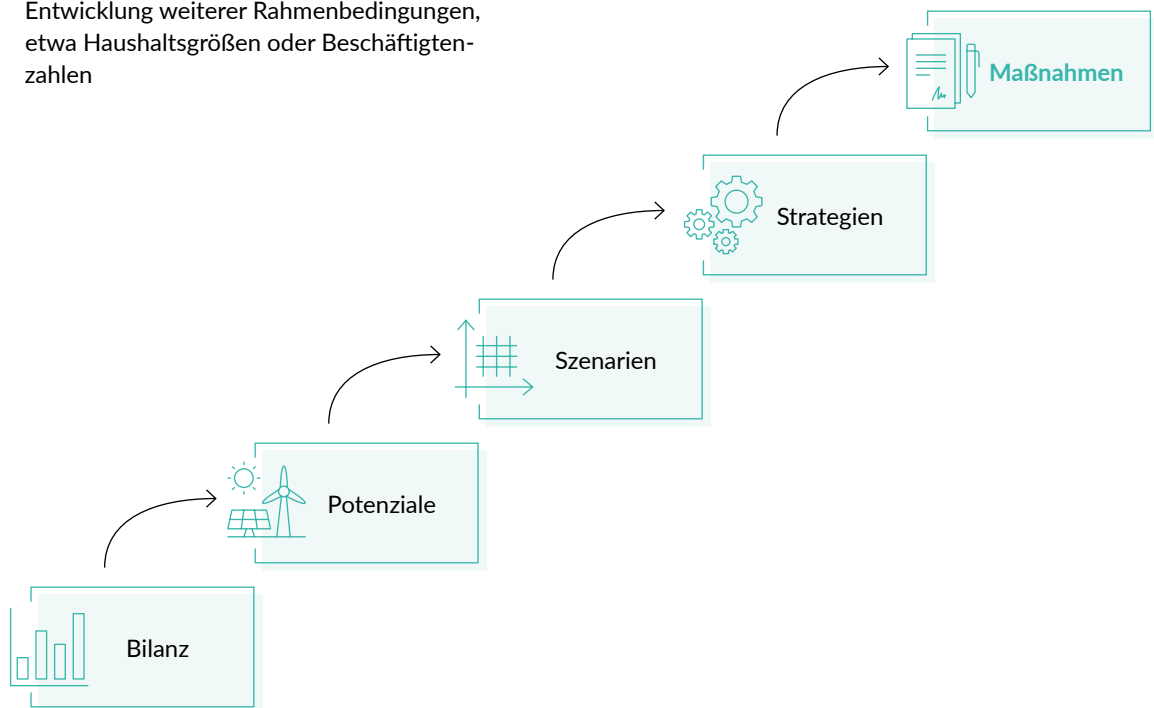 Entwicklung weiterer Rahmenbedingungen,
etwa Haushaltsgrößen oder Beschäftigten-
zahlen
Maßnahmen
Strategien
Szenarien
Potenziale
Bilanz